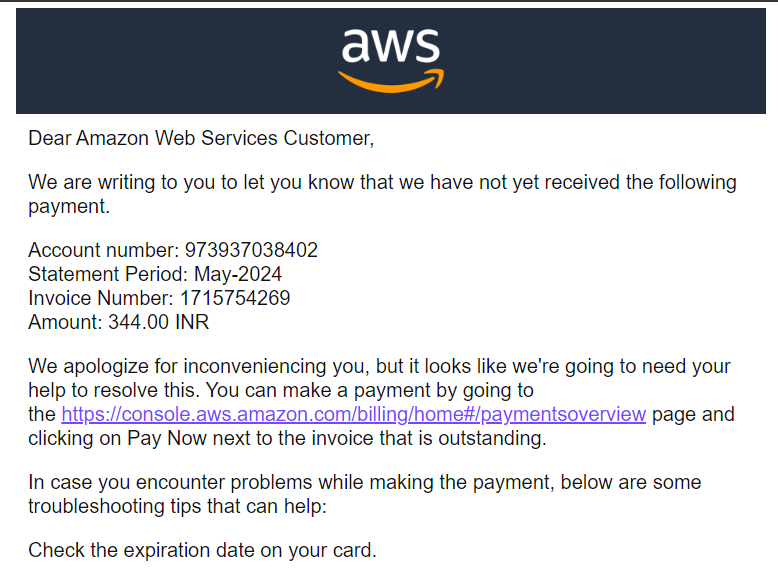 aws
Dear Amazon Web Services Customer,
We are writing to you to let you know that we have not yet received the following
payment.
Account number: 973937038402
Statement Period: May-2024
Invoice Number: 1715754269
Amount: 344.00 INR
We apologize for inconveniencing you, but it looks like we're going to need your
help to resolve this. You can make a payment by going to
the https://console.aws.amazon.com/billing/home#/paymentsoverview page and
clicking on Pay Now next to the invoice that is outstanding.
In case you encounter problems while making the payment, below are some
troubleshooting tips that can help:
Check the expiration date on your card.